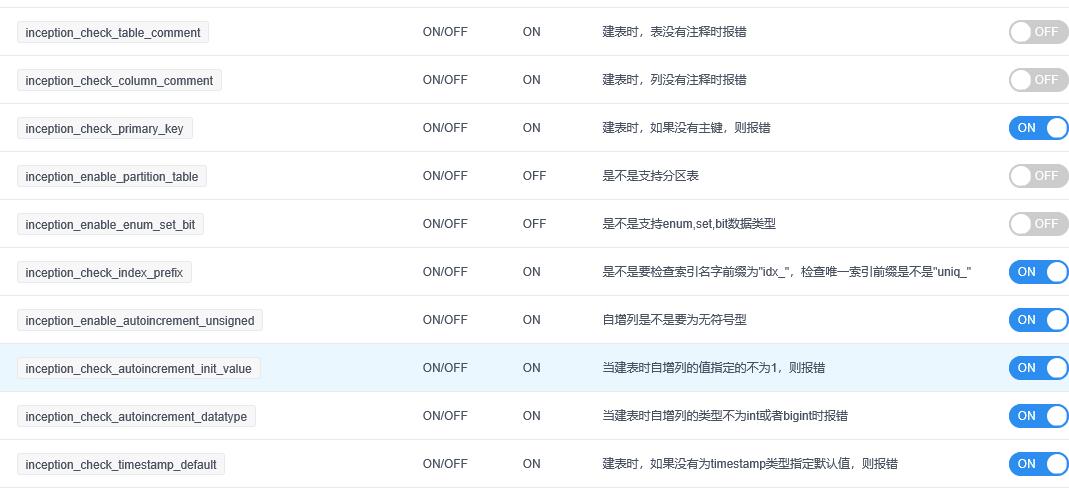 inception_check_table_comment ON/OFF ON 建表时，表没有注释时报错 OFF
inception_check_column_comment ON/OFF ON 建表时，列没有注释时报错 OFF
inception_check_primary_key ON/OFF ON 建表时，如果没有主键，则报错 ON
inception_enable_partition_table ON/OFF OFF 是不是支持分区表 OFF
inception_enable_enum_set_bit ON/OFF OFF 是不是支持enum,set,bit数据类型 OFF
inception_check_index_prefix ON/OFF ON 是不是要检查索引名字前缀为"idx_"，检查唯一索引前缀是不是"uniq_" ON
inception_enable_autoincrement_unsigned ON/OFF ON 自增列是不是要为无符号型 ON
inception_check_autoincrement_init_value ON/OFF ON 当建表时自增列的值指定的不为1，则报错 ON
inception_check_autoincrement_datatype ON/OFF ON 当建表时自增列的类型不为int或者bigint时报错 ON
inception_check_timestamp_default ON/OFF ON 建表时，如果没有为timestamp类型指定默认值，则报错 ON